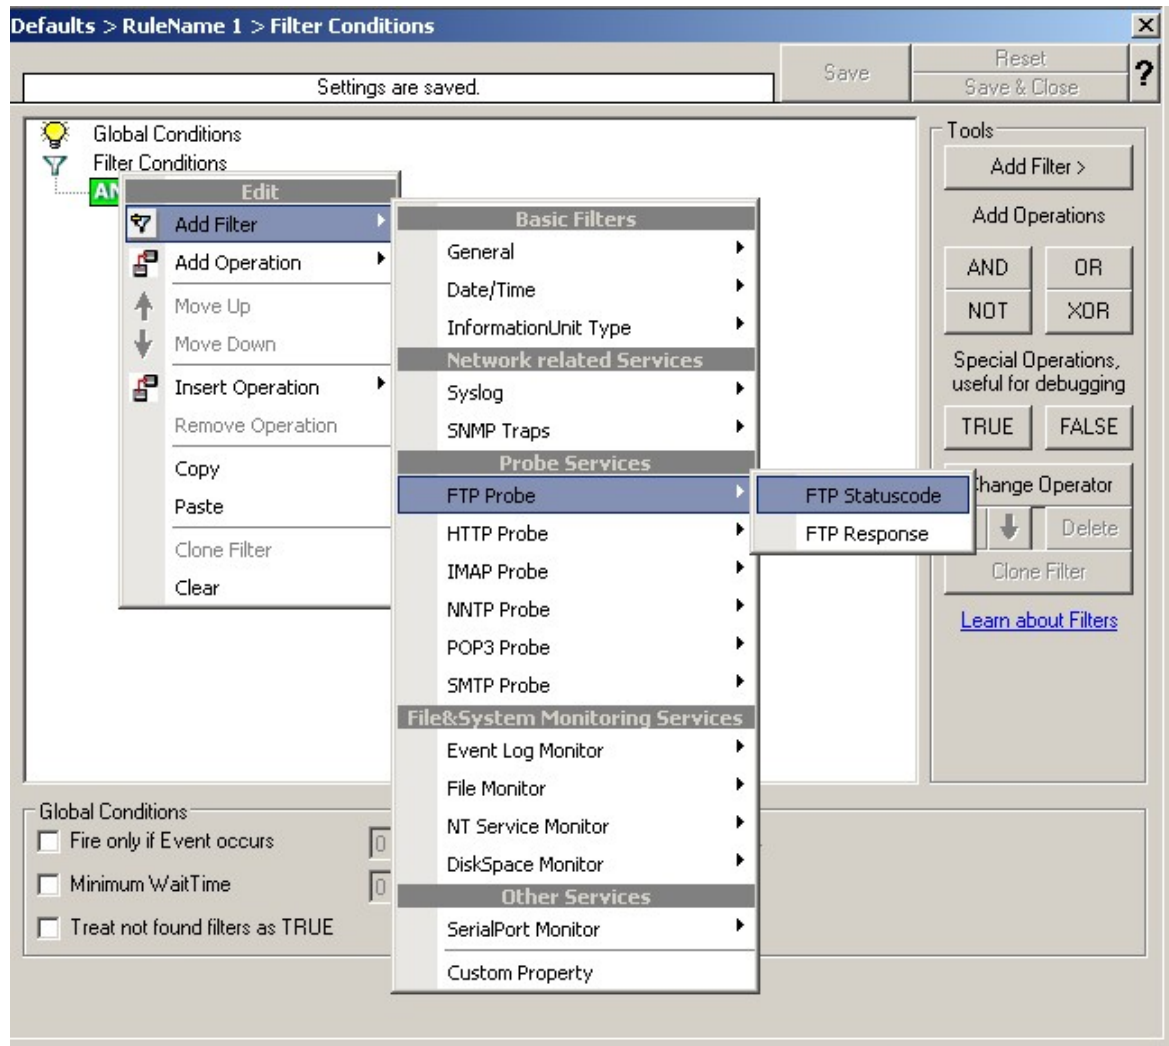 Defaults > RuleName 1 > Filter Conditions
Settings are saved.
Save
Reset
Save & Close
?
Global Conditions
Filter Conditions
Edit
Add Filter
Add Operation
Move Up
Move Down
Insert Operation
Remove Operation
Copy
Paste
Clone Filter
Clear
Basic Filters
General
Date/Time
InformationUnit Type
Network related Services
Syslog
SNMP Traps
Probe Services
FTP Probe
HTTP Probe
IMAP Probe
NNTP Probe
POP3 Probe
SMTP Probe
File&System Monitoring Services
Event Log Monitor
File Monitor
NT Service Monitor
DiskSpace Monitor
Other Services
SerialPort Monitor
Custom Property
FTP Statuscode
FTP Response
Tools
Add Filter >
Add Operations
AND OR
NOT XOR
Special Operations,
useful for debugging
TRUE FALSE
Operator
Delete
Clone Filter
Learn about Filters
Global Conditions
Fire only if Event occurs 0
Minimum WaitTime 0
Treat not found filters as TRUE